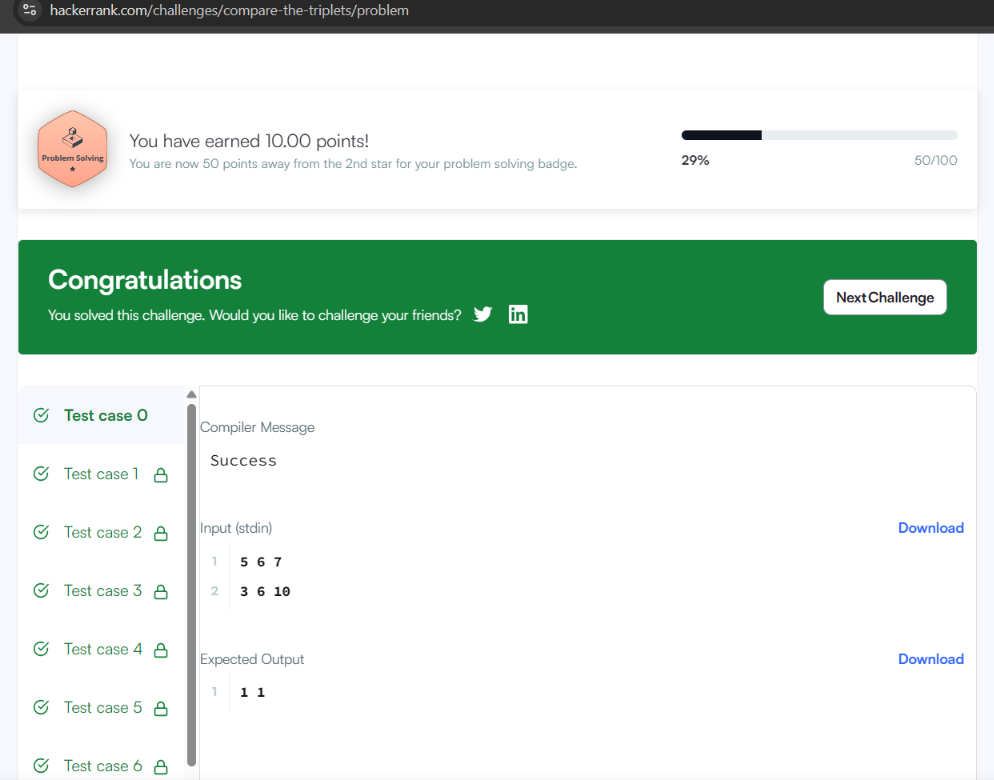 hackerrank.com/challenges/compare-the-triplets/problem
Problem Solving
You have earned 10.00 points!
You are now 50 points away from the 2nd star for your problem solving badge.
29%
50/100
Congratulations
You solved this challenge. Would you like to challenge your friends?
in
Next Challenge
Test case 0
Test case 1
Test case 2
Test case 3
Test case 4
Test case 5
Test case 6
Compiler Message
Success
Input (stdin)
Download
1 5 6 7
2 3 6 10
Expected Output
Download
1 1 1